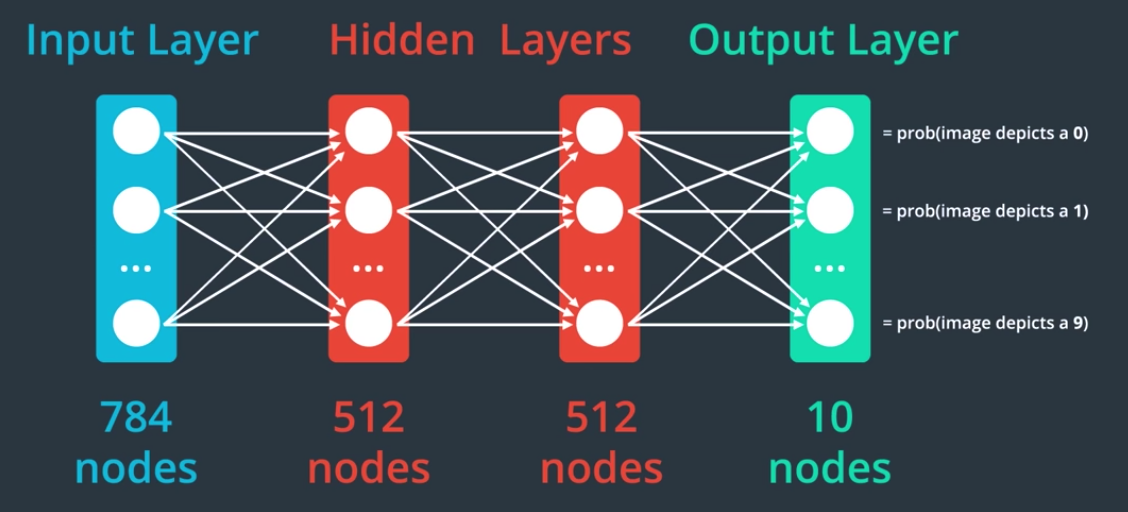 Input Layer
Hidden Layers
Output Layer
= prob(image depicts a 0)
= prob(image depicts a 1)
...
...
...
...
= prob(image depicts a 9)
784
nodes
512
nodes
512
nodes
10
nodes